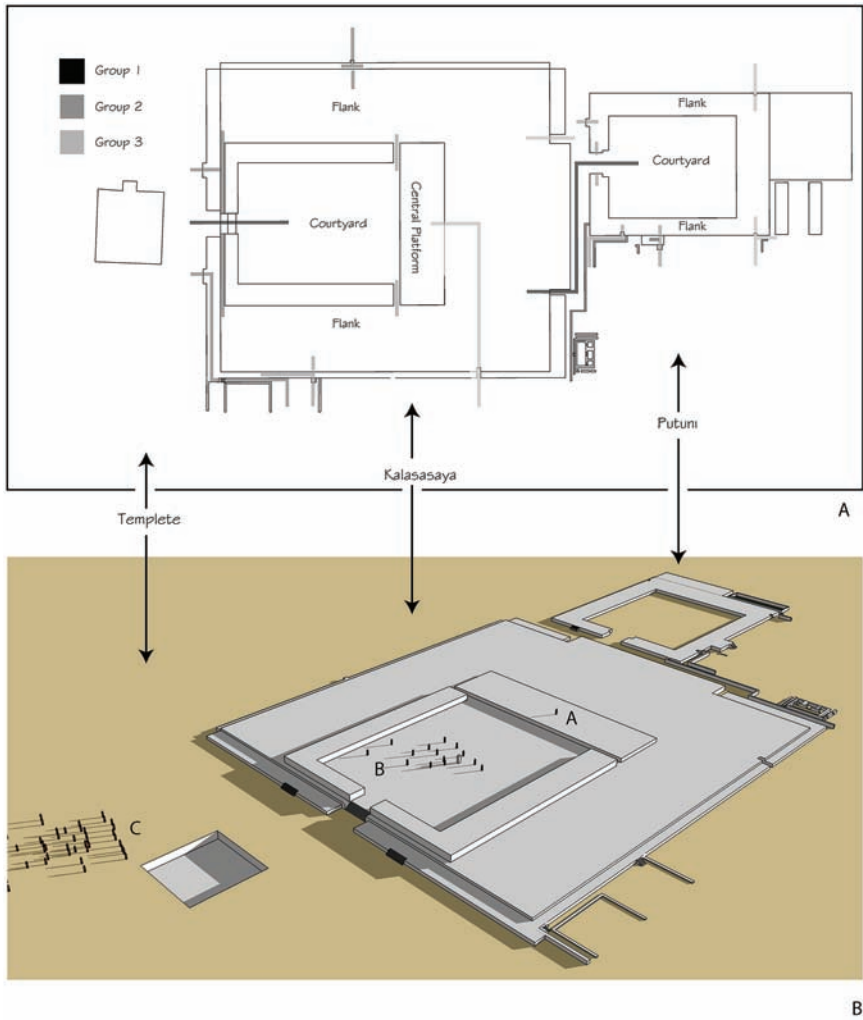 Group 1
Group 2
Group 3
Flank
Flank
Courtyard
Courtyard
Central Platform
Flank
Flank
Putuni
Kalasasaya
Templete
A
A
B
C
B